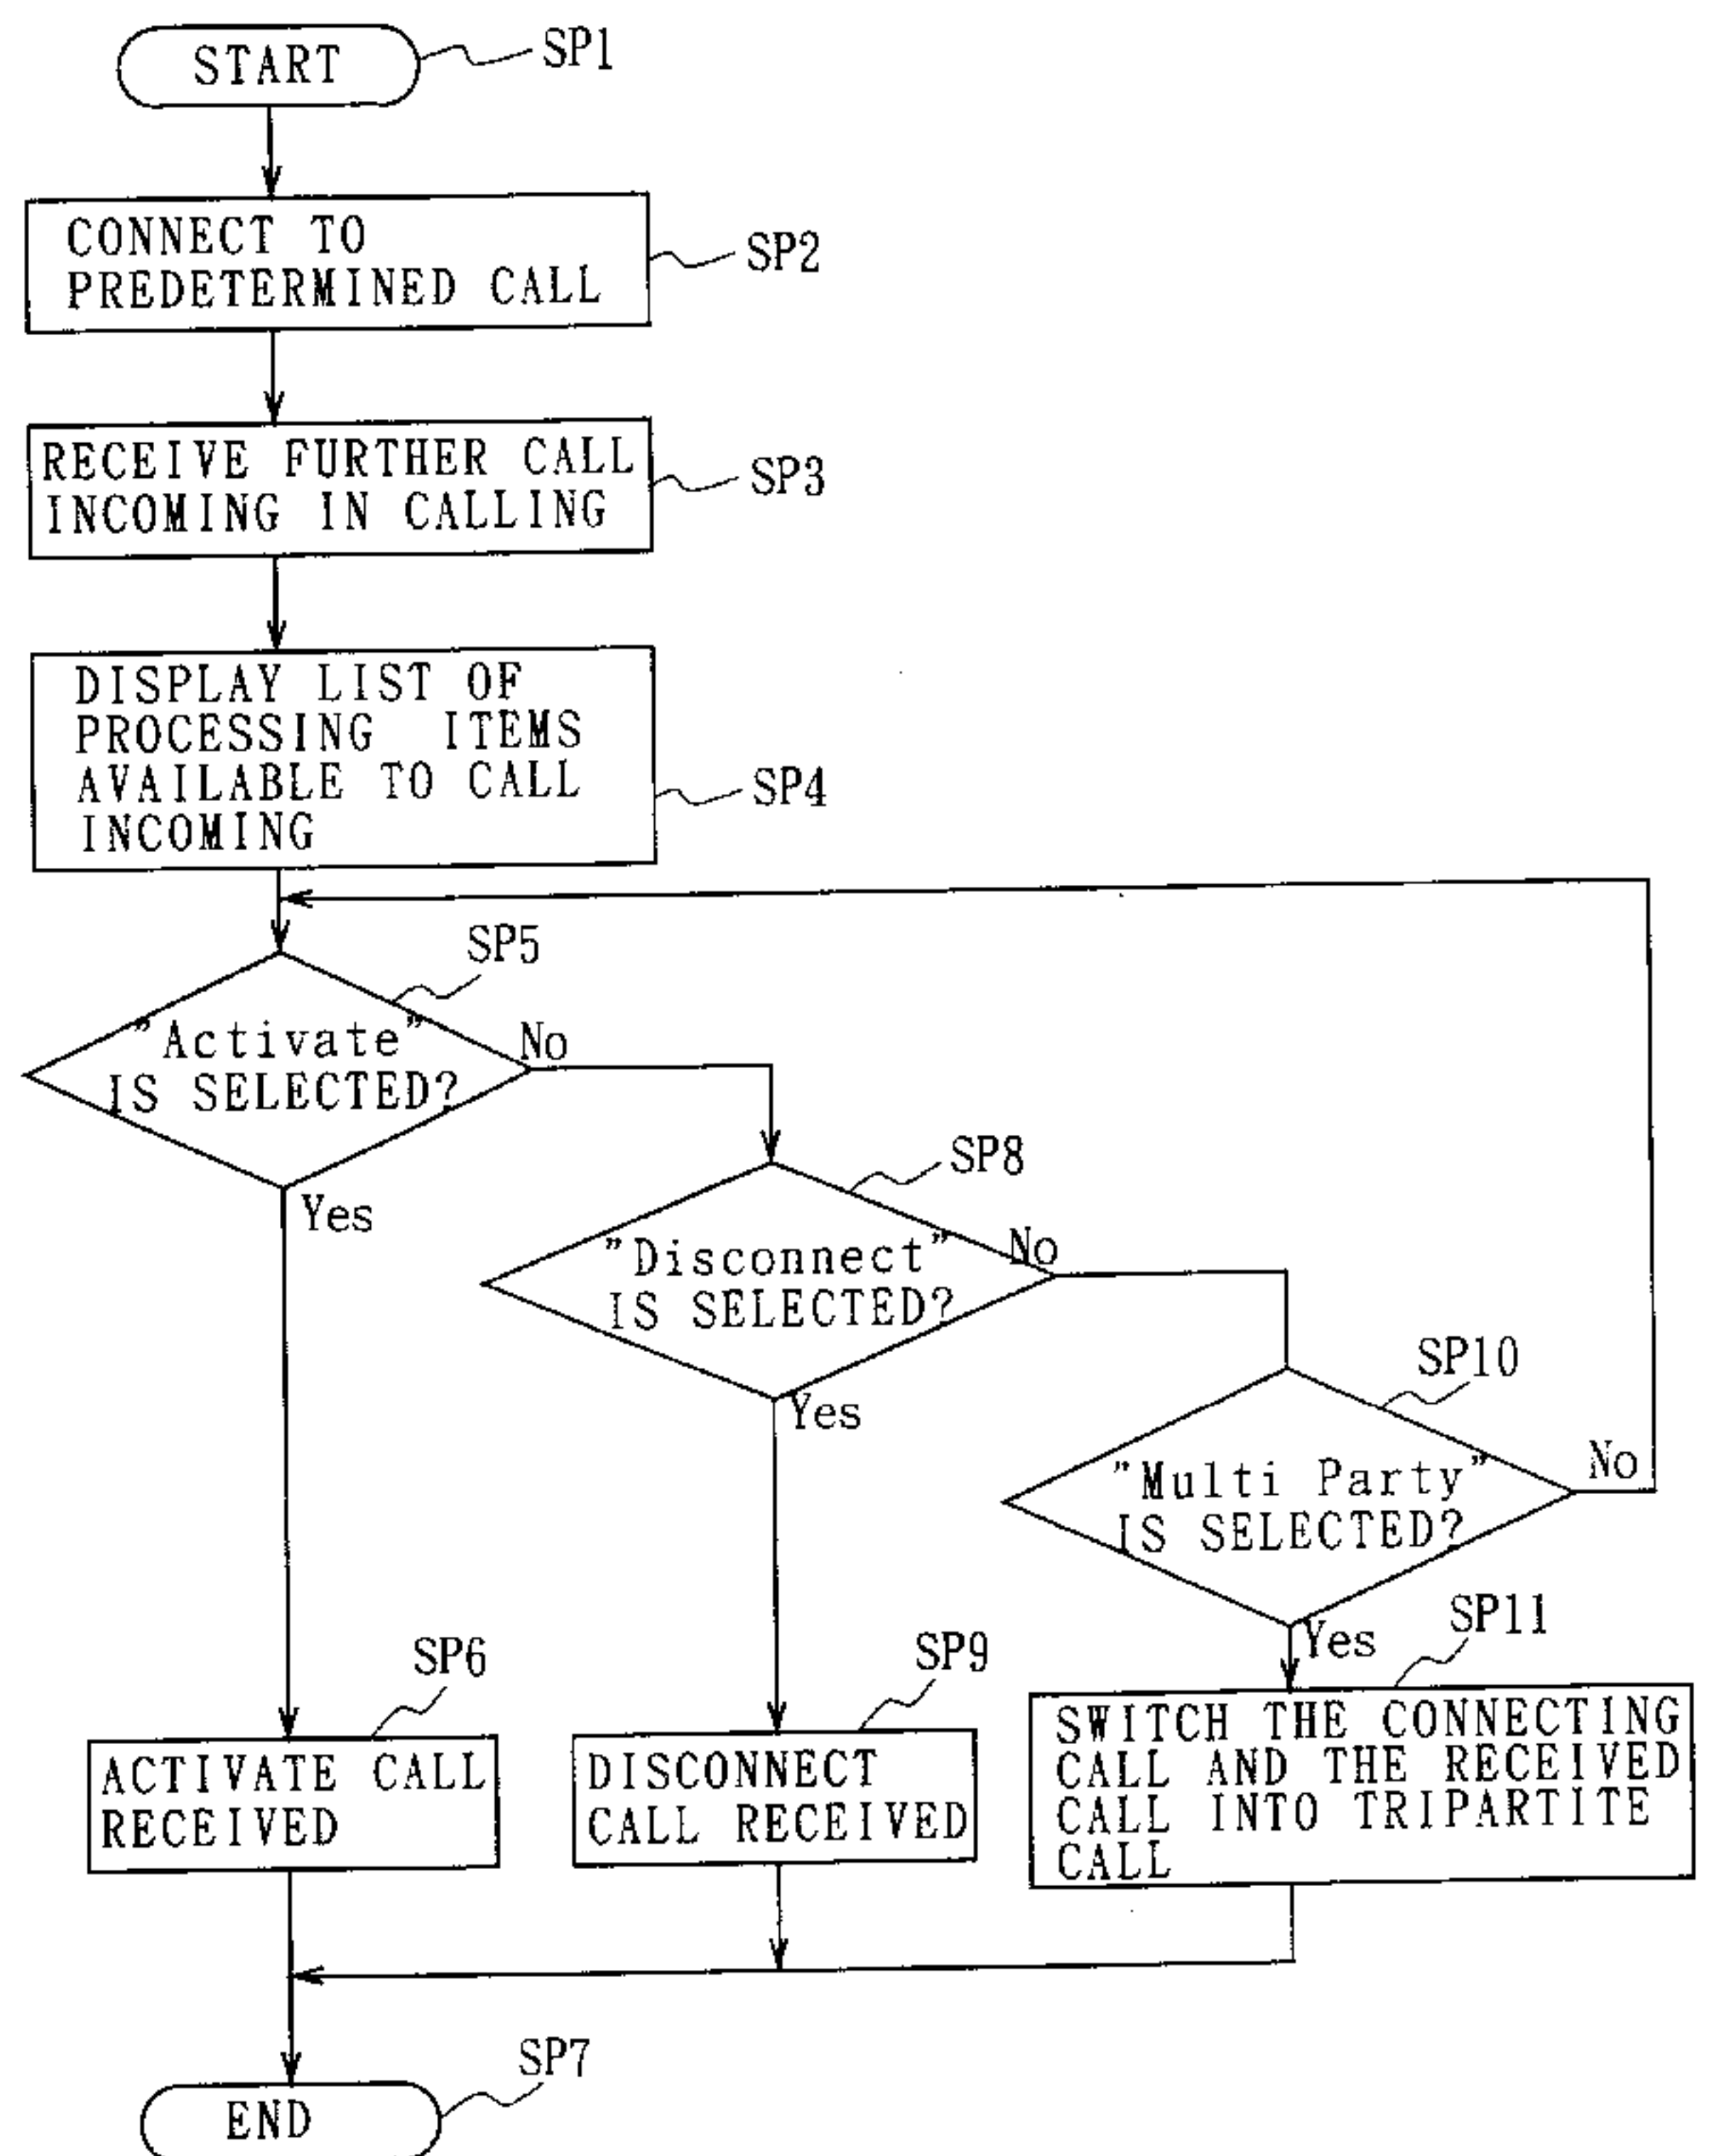 START
SP1
CONNECT TO
PREDETERMINED CALL
SP2
RECEIVE FURTHER CALL
INCOMING IN CALLING
SP3
DISPLAY LIST OF
PROCESSING ITEMS
AVAILABLE TO CALL
INCOMING
SP4
SP5
"Activate"
IS SELECTED?
No
Yes
SP8
"Disconnect"
IS SELECTED?
No
Yes
SP10
"Multi Party"
IS SELECTED?
No
Yes
SP6
ACTIVATE CALL
RECEIVED
SP9
DISCONNECT
CALL RECEIVED
SP11
SWITCH THE CONNECTING
CALL AND THE RECEIVED
CALL INTO TRIPARTITE
CALL
SP7
END